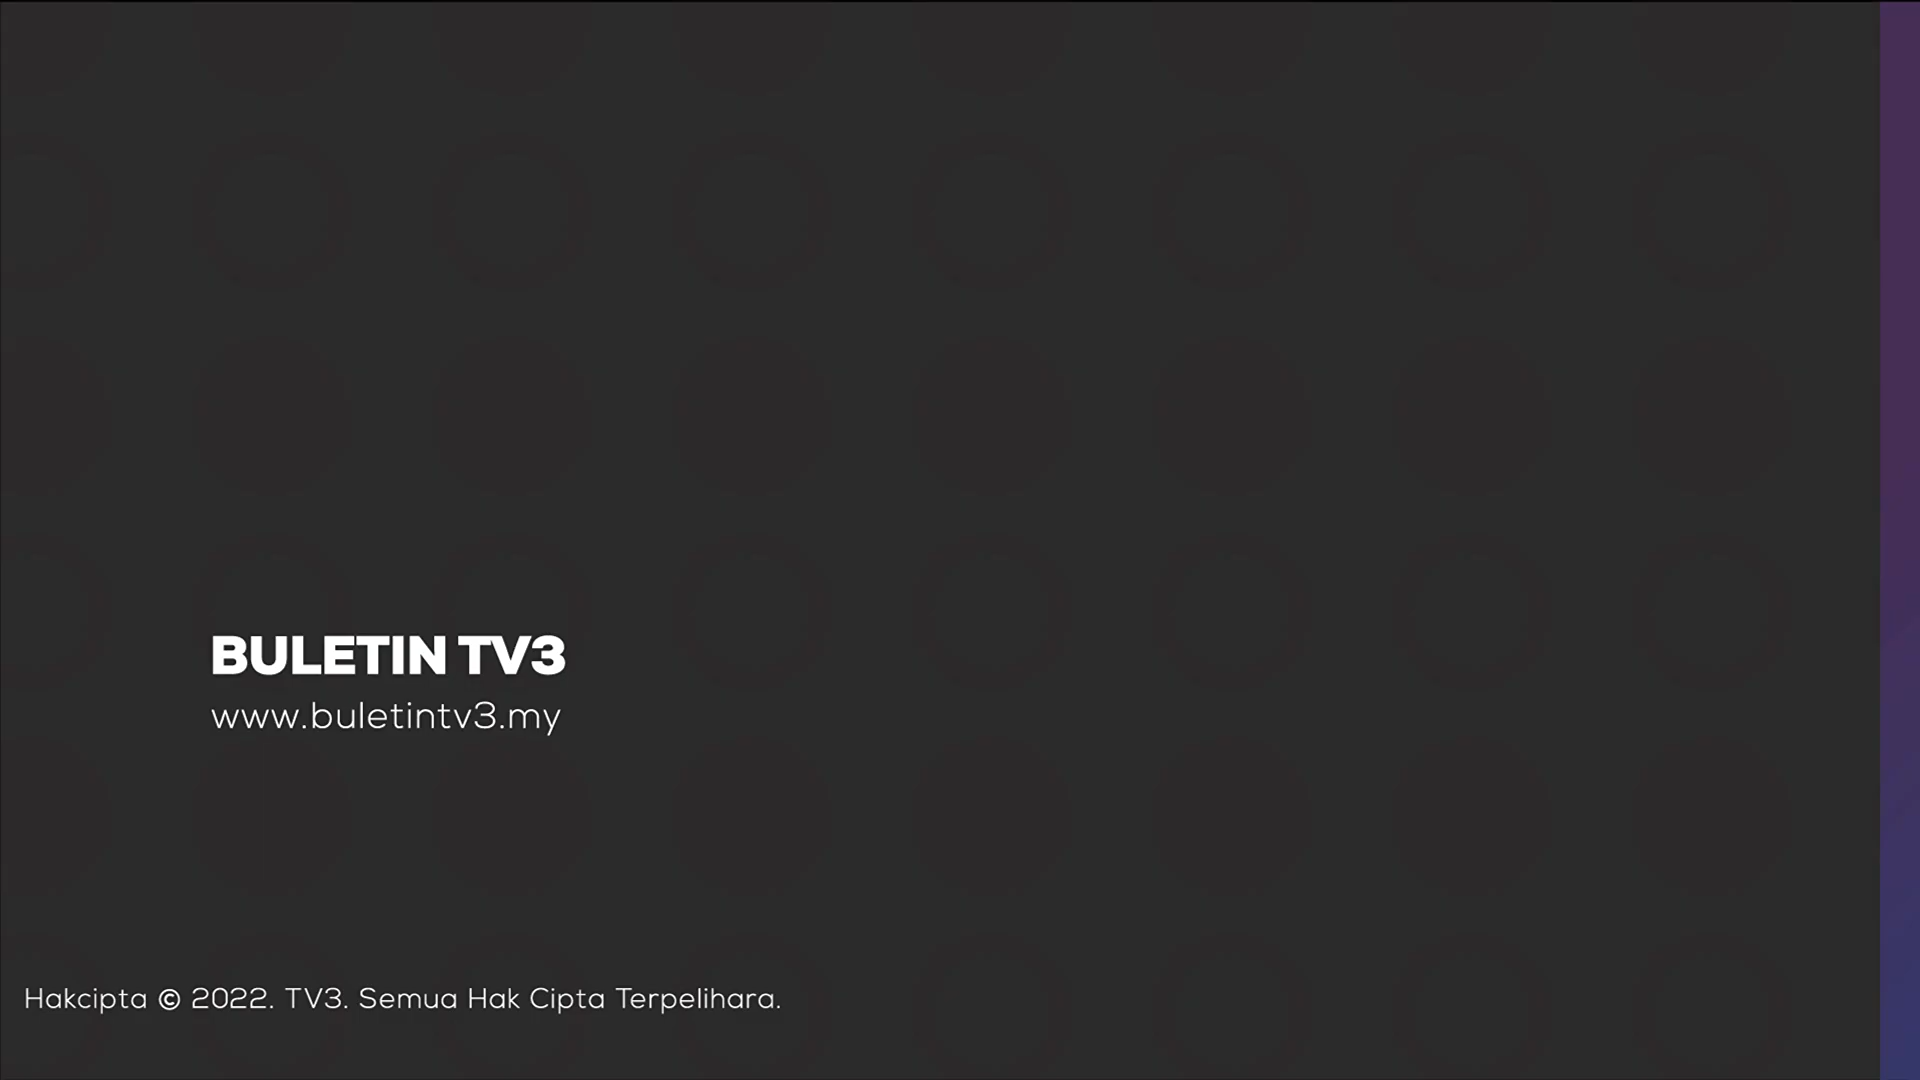 BULETIN TV3
www.buletintv3.my
Hakcipta © 2022. TV3. Semua Hak Cipta Terpelihara.